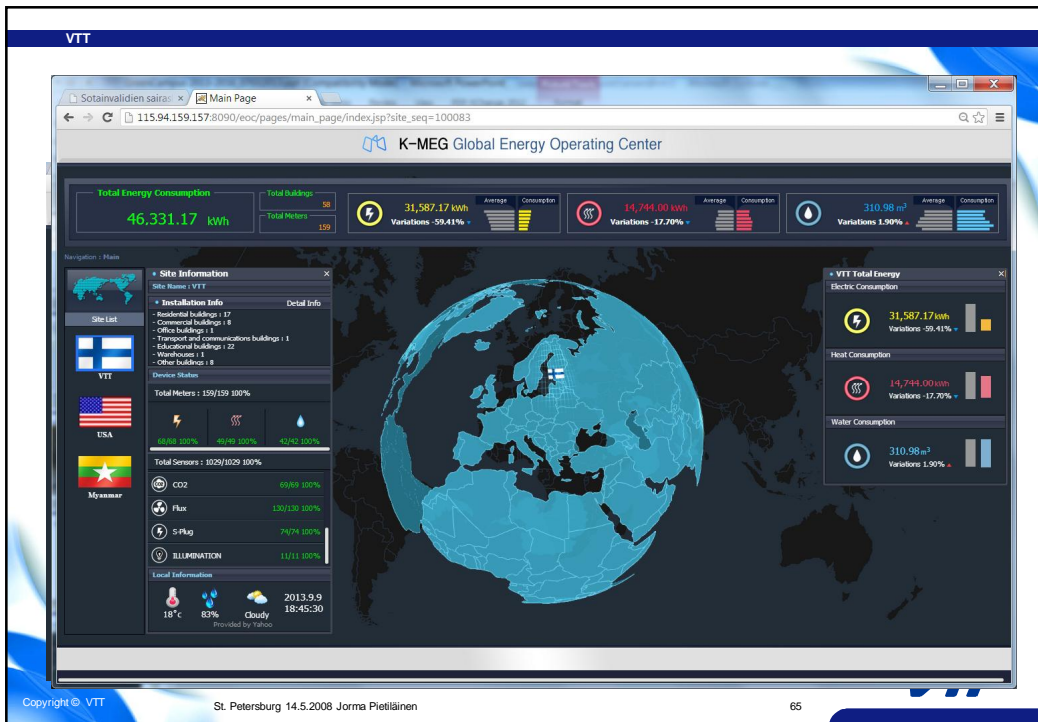 VTT
Sotainvalidien sairas ×
Main Page ×
115.94.159.157:8090/eoc/pages/main_page/index.jsp?site_seq=100083
K-MEG Global Energy Operating Center
Total Energy Consumption
46,331.17 kWh
Total Buildings
58
Total Meters
159
31,587.17 kWh
Variations -59.41%
Average Consumption
14,744.00 kWh
Variations -17.70%
Average Consumption
310.98 m³
Variations 1.90%
Average Consumption
Navigation : Main
Site List
VTT
USA
Myanmar
• Site Information ×
Site Name : VTT
• Installation Info Detail Info
- Residential buildings : 17
- Commercial buildings : 8
- Office buildings : 1
- Transport and communications buildings : 1
- Educational buildings : 22
- Warehouses : 1
- Other buildings : 8
Device Status
Total Meters : 159/159 100%
68/68 100% 49/49 100% 42/42 100%
Total Sensors : 1029/1029 100%
CO2 69/69 100%
Flux 130/130 100%
S-Plug 74/74 100%
ILLUMINATION 11/11 100%
Local Information
18°c 83% Cloudy
2013.9.9
18:45:30
Provided by Yahoo
• VTT Total Energy ×
Electric Consumption
31,587.17 kWh
Variations -59.41%
Heat Consumption
14,744.00 kWh
Variations -17.70%
Water Consumption
310.98 m³
Variations 1.90%
Copyright © VTT
St. Petersburg 14.5.2008 Jorma Pietiläinen
65